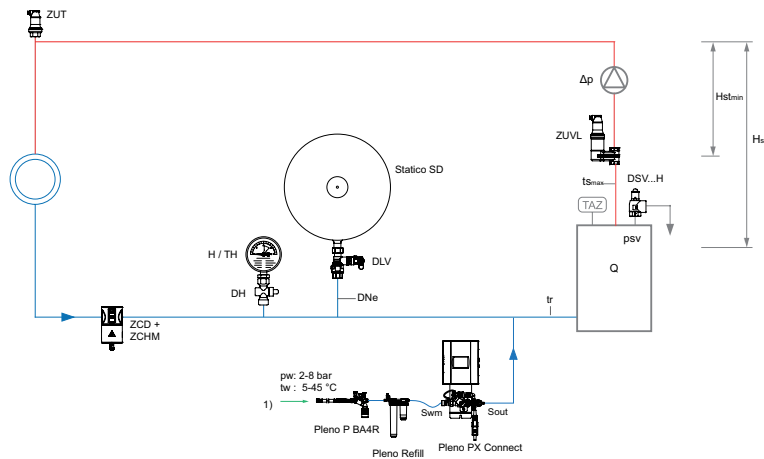 ZUT
Δp
Hstmin
Hs
ZUVL
Statico SD
tsmax
DSV...H
TAZ
psv
H / TH
DLV
Q
DH
DNe
tr
ZCD +
ZCHM
pw: 2-8 bar
tw : 5-45 °C
1)
Swm
Sout
Pleno P BA4R
Pleno Refill
Pleno PX Connect